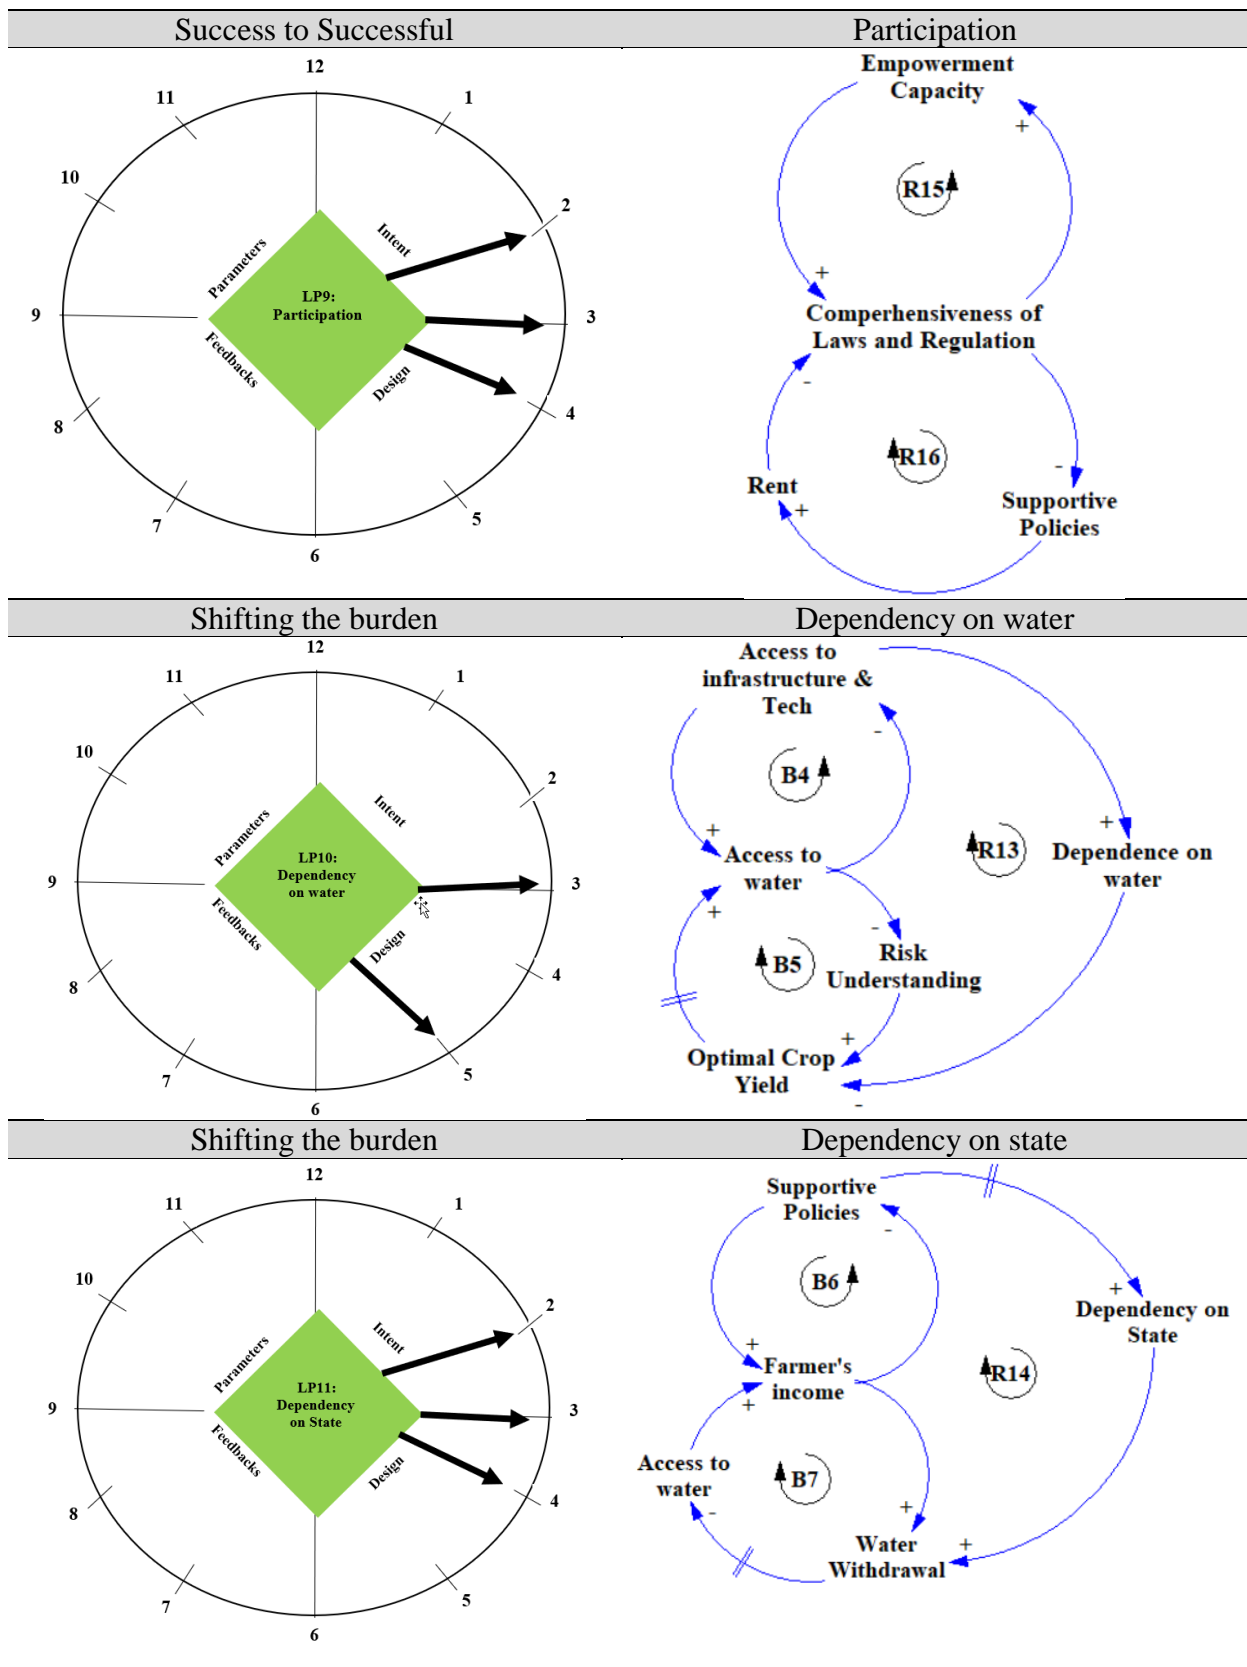 Success to Successful
Participation
12
11
1
10
2
Intent
Parameters
LP9:
Participation
9
3
Feedbacks
Design
8
4
7
5
6
Empowerment
Capacity
+
R15
+
Comperhensiveness of
Laws and Regulation
-
R16
-
Rent
+
Supportive
Policies
Shifting the burden
Dependency on water
12
11
1
10
2
Intent
Parameters
LP10:
Dependency
on water
9
3
Feedbacks
Design
8
4
7
5
6
Access to
infrastructure &
Tech
-
B4
+
+
Access to
water
R13
Dependence on
water
+
-
B5
Risk
Understanding
+
Optimal Crop
Yield
-
Shifting the burden
Dependency on state
12
11
1
10
2
Intent
Parameters
LP11:
Dependency
on State
9
3
Feedbacks
Design
8
4
7
5
6
Supportive
Policies
-
B6
+
Dependency on
State
+
Farmer's
income
+
R14
Access to
water
-
B7
+
Water
Withdrawal
+